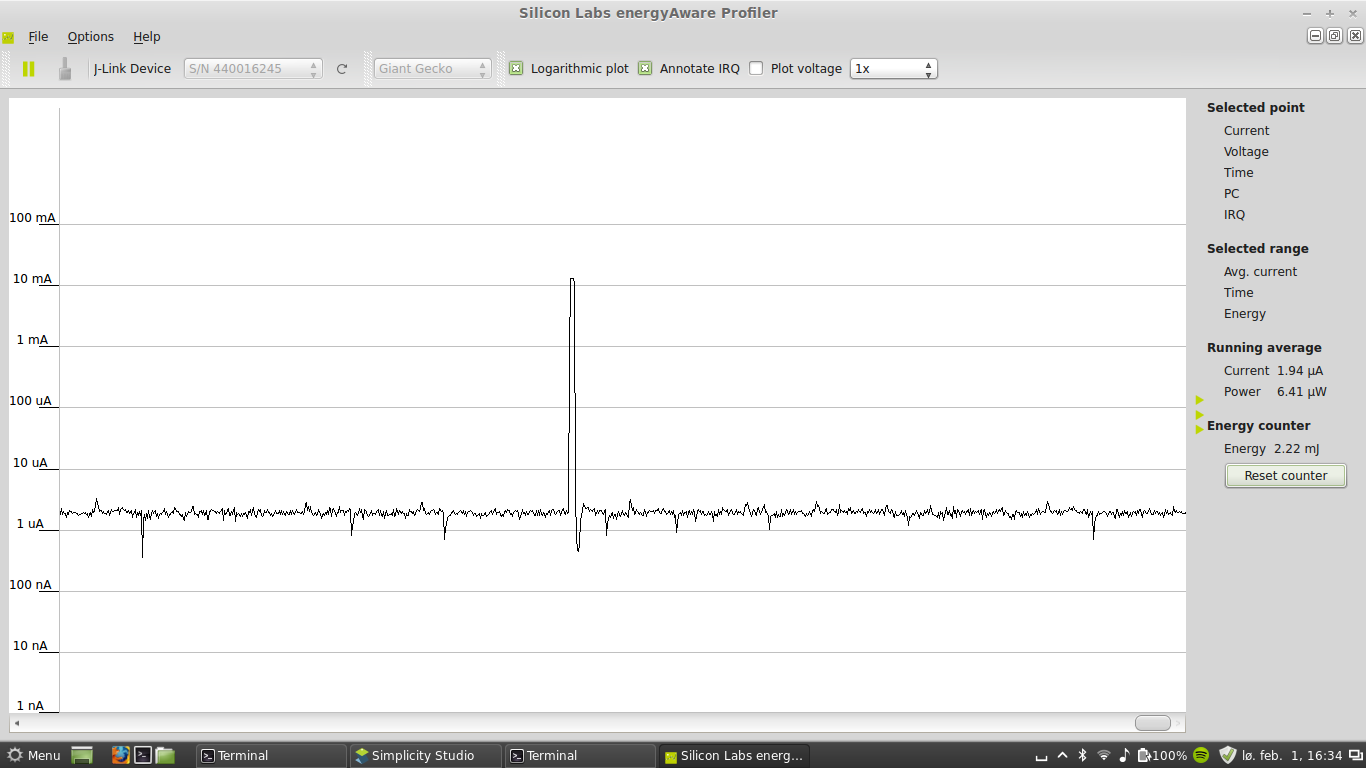 Silicon Labs energyAware Profiler
File Options Help
J-Link Device S/N 440016245 Giant Gecko Logarithmic plot Annotate IRQ Plot voltage 1x
100 mA
10 mA
1 mA
100 uA
10 uA
1 uA
100 nA
10 nA
1 nA
Selected point
Current
Voltage
Time
PC
IRQ
Selected range
Avg. current
Time
Energy
Running average
Current 1.94 µA
Power 6.41 µW
Energy counter
Energy 2.22 mJ
Reset counter
Menu Terminal Simplicity Studio Terminal Silicon Labs energ... 100% lø. feb. 1, 16:34